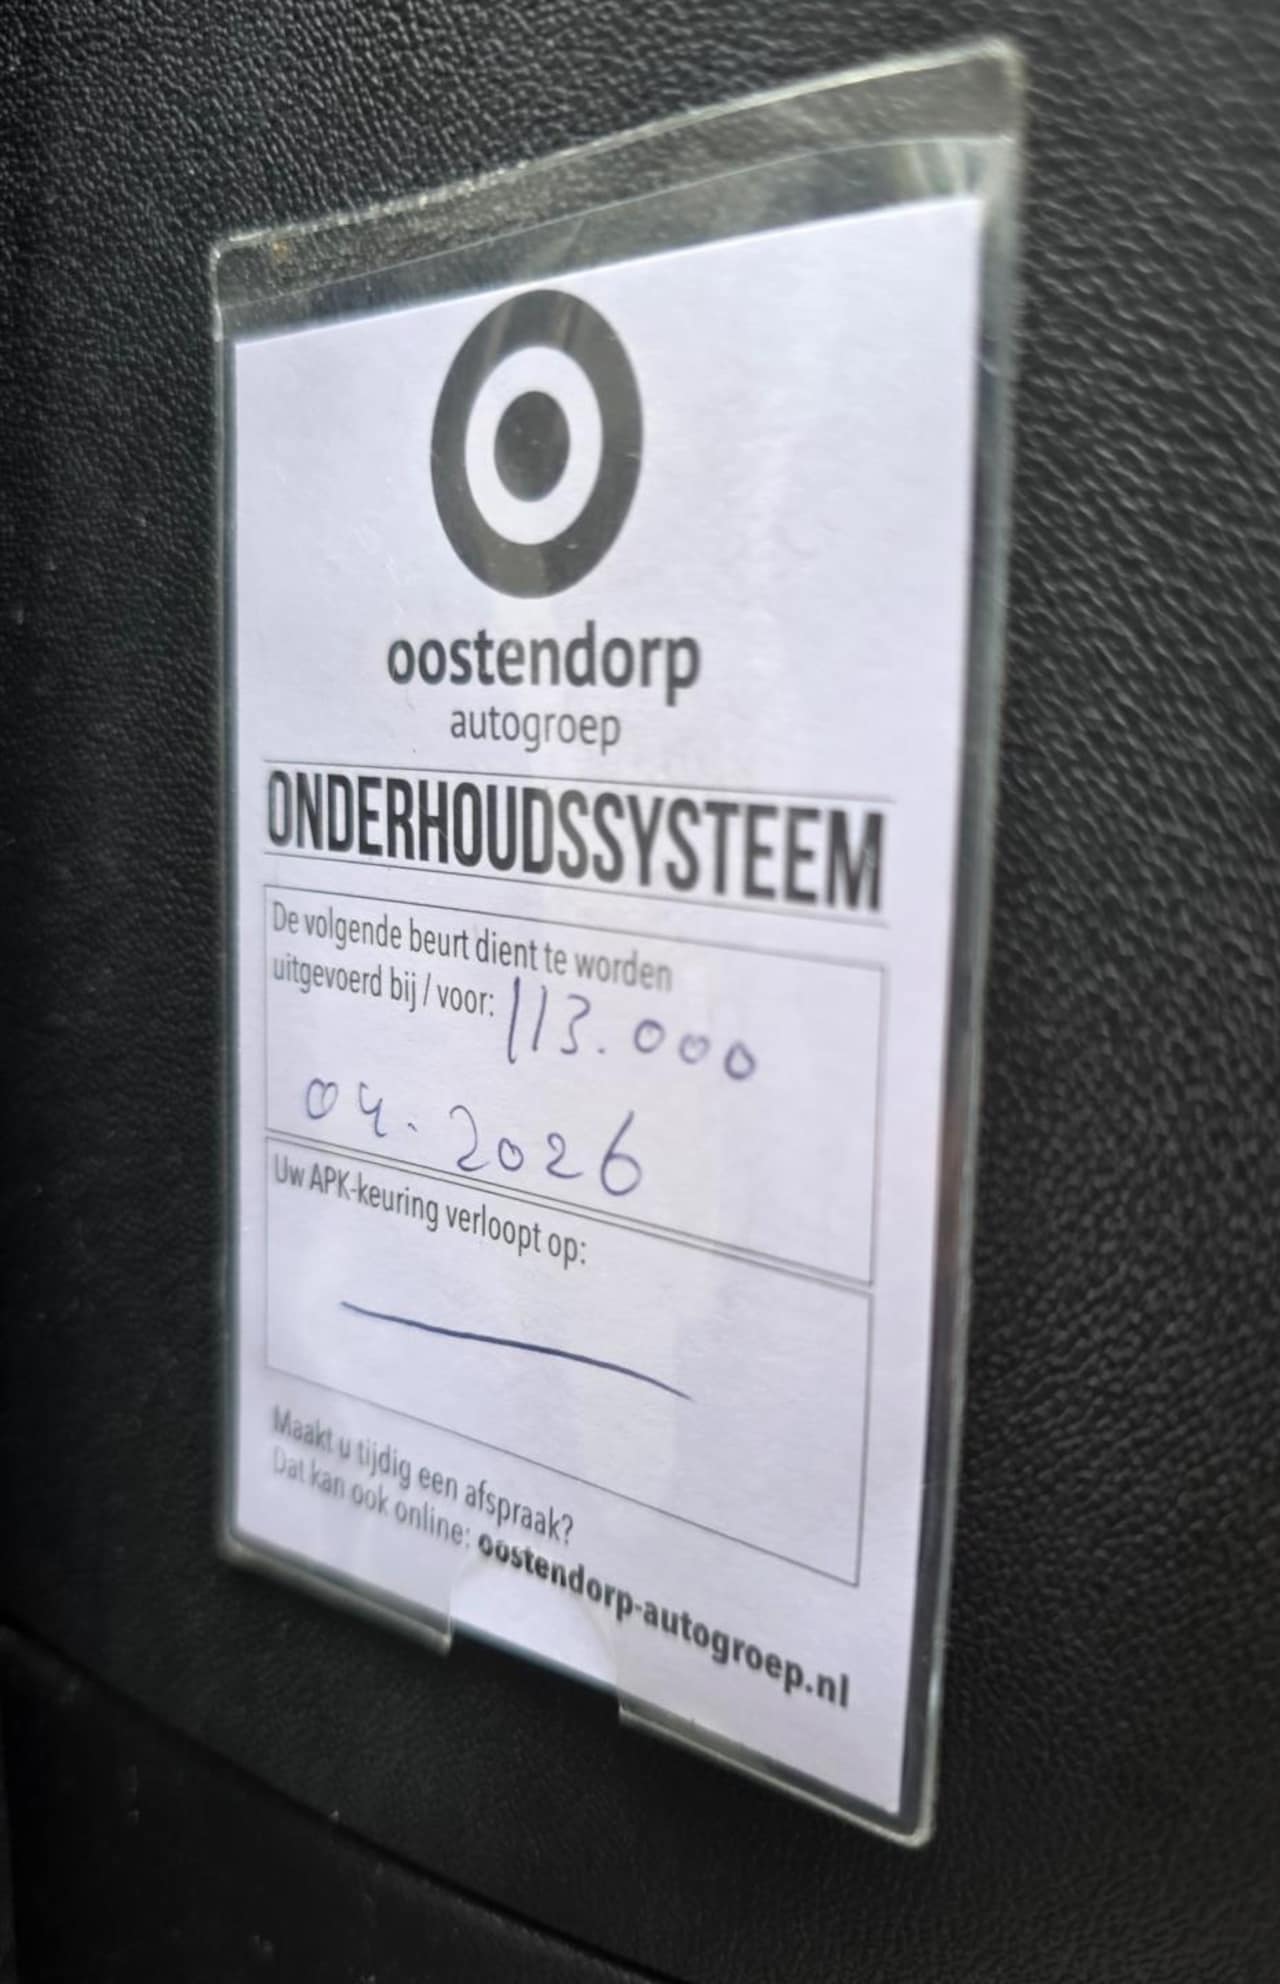 oostendorp
autogroep
ONDERHOUDSSYSTEEM
De volgende beurt dient te worden
uitgevoerd bij / voor: 113.000
04.2026
Uw APK-keuring verloopt op:
Maakt u tijdig een afspraak?
Dat kan ook online: oostendorp-autogroep.nl